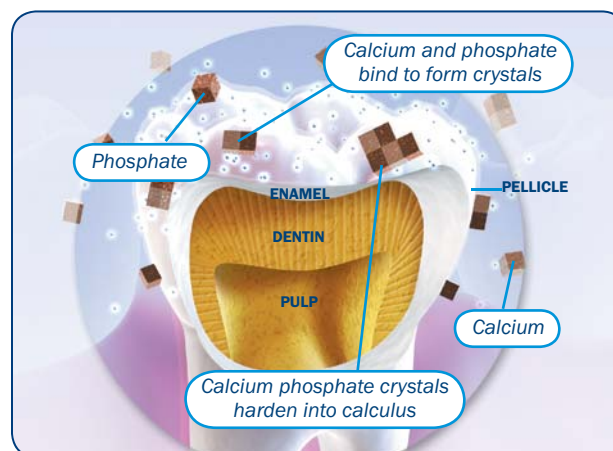 Calcium and phosphate
bind to form crystals
Phosphate
ENAMEL
PELLICLE
DENTIN
PULP
Calcium
Calcium phosphate crystals
harden into calculus